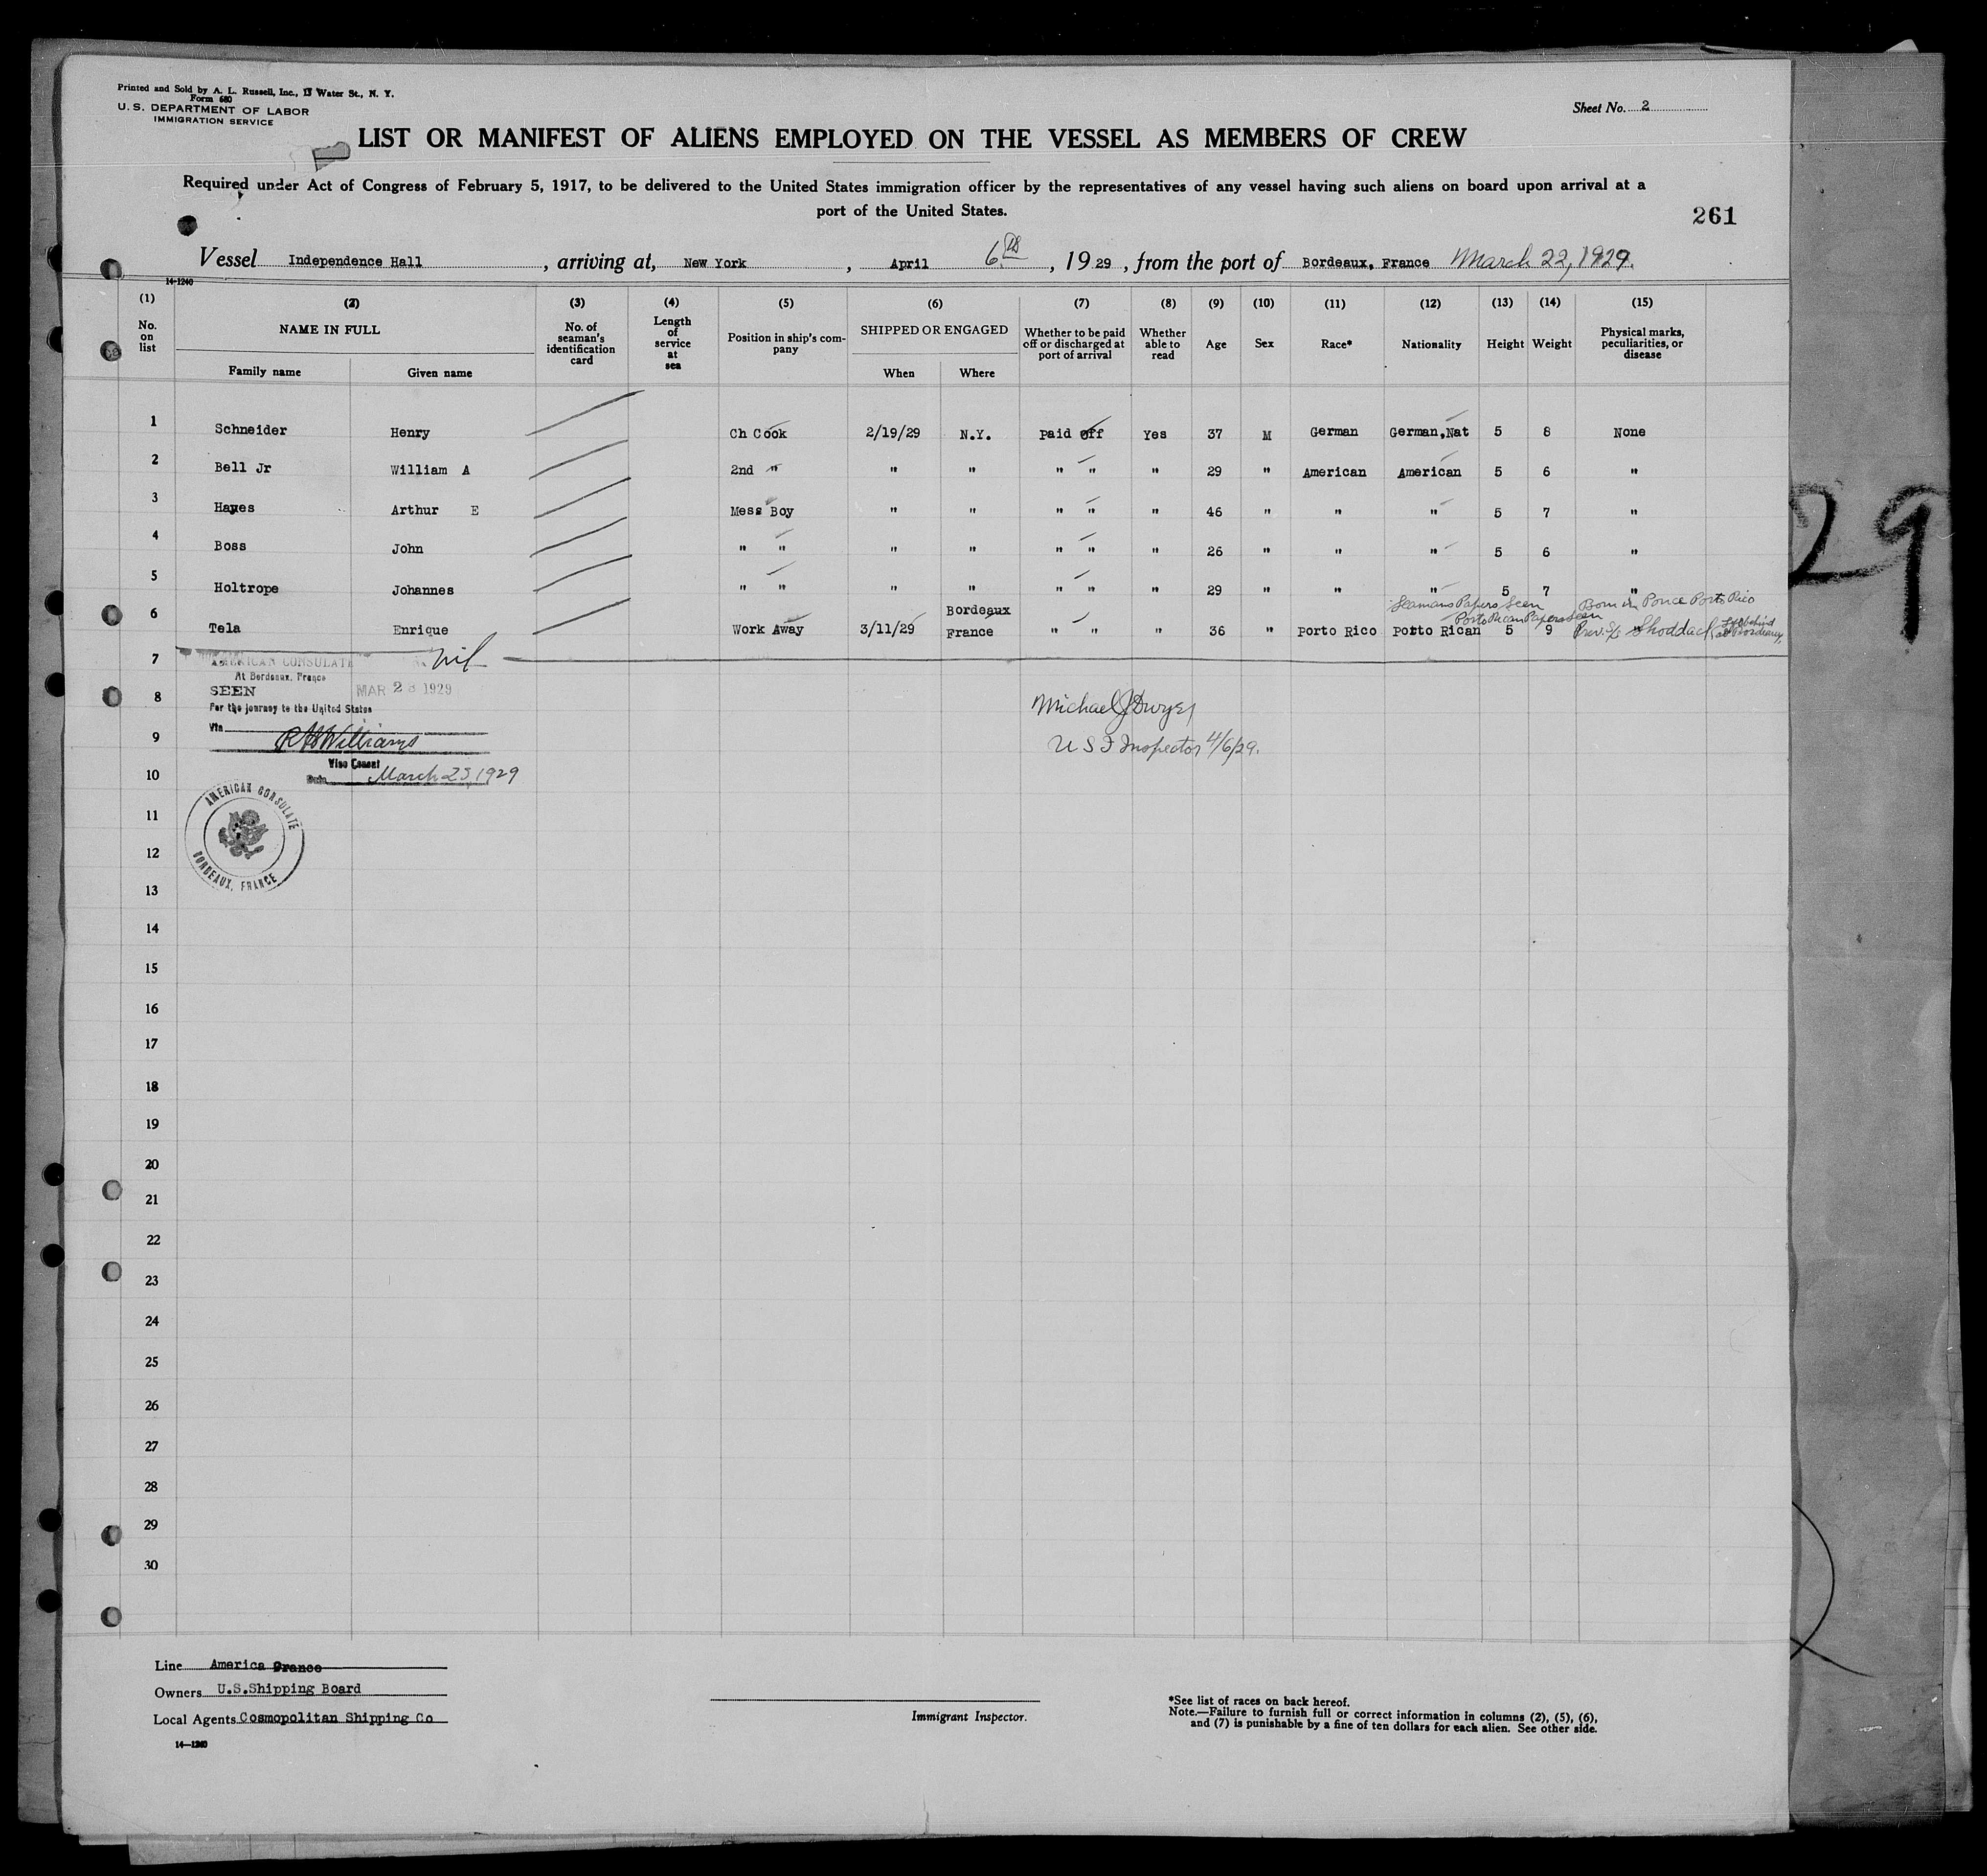 Printed and Sold by A. L. Russell, Inc., 13 Water St., N. Y.
Form 680
U. S. DEPARTMENT OF LABOR
IMMIGRATION SERVICE
Sheet No. 2
LIST OR MANIFEST OF ALIENS EMPLOYED ON THE VESSEL AS MEMBERS OF CREW
Required under Act of Congress of February 5, 1917, to be delivered to the United States immigration officer by the representatives of any vessel having such aliens on board upon arrival at a
port of the United States.
261
Vessel Independence Hall, arriving at, New York, April 6th, 1929, from the port of Bordeaux, France March 22, 1929.
14-1240
(1) (2) (3) (4) (5) (6) (7) (8) (9) (10) (11) (12) (13) (14) (15)
No. on list NAME IN FULL Family name Given name No. of seaman's identification card Length of service at sea Position in ship's company SHIPPED OR ENGAGED When Where Whether to be paid off or discharged at port of arrival Whether able to read Age Sex Race* Nationality Height Weight Physical marks, peculiarities, or disease
1 Schneider Henry Ch Cook 2/19/29 N.Y. Paid off Yes 37 M German German,Nat 5 8 None
2 Bell Jr William A 2nd " " " " " " 29 " American American 5 6 "
3 Hayes Arthur E Mess Boy " " " " " 46 " " " 5 7 "
4 Boss John " " " " " " " 26 " " " 5 6 "
5 Holtrope Johannes " " " " " " " 29 " " " 5 7 "
Seamans Papers Seen Born in Ponce Porto Rico
Porto Rican Papers Seen
6 Tela Enrique Work Away 3/11/29 Bordeaux France " " " 36 " Porto Rico Porto Rican 5 9 " Prev. S/S Left behind at Bordeaux
7 nil
AMERICAN CONSULATE
At Bordeaux, France
8 SEEN MAR 23 1929
For the journey to the United States
Michael J Dwyer
9 Via
R H Williams
U S I Inspector 4/6/29.
Vice Consul
10 Date March 23, 1929
AMERICAN CONSULATE
BORDEAUX, FRANCE
11
12
13
14
15
16
17
18
19
20
21
22
23
24
25
26
27
28
29
30
29
Line America France
Owners U.S.Shipping Board
Local Agents Cosmopolitan Shipping Co
14—1240
Immigrant Inspector.
*See list of races on back hereof.
Note.—Failure to furnish full or correct information in columns (2), (5), (6),
and (7) is punishable by a fine of ten dollars for each alien. See other side.